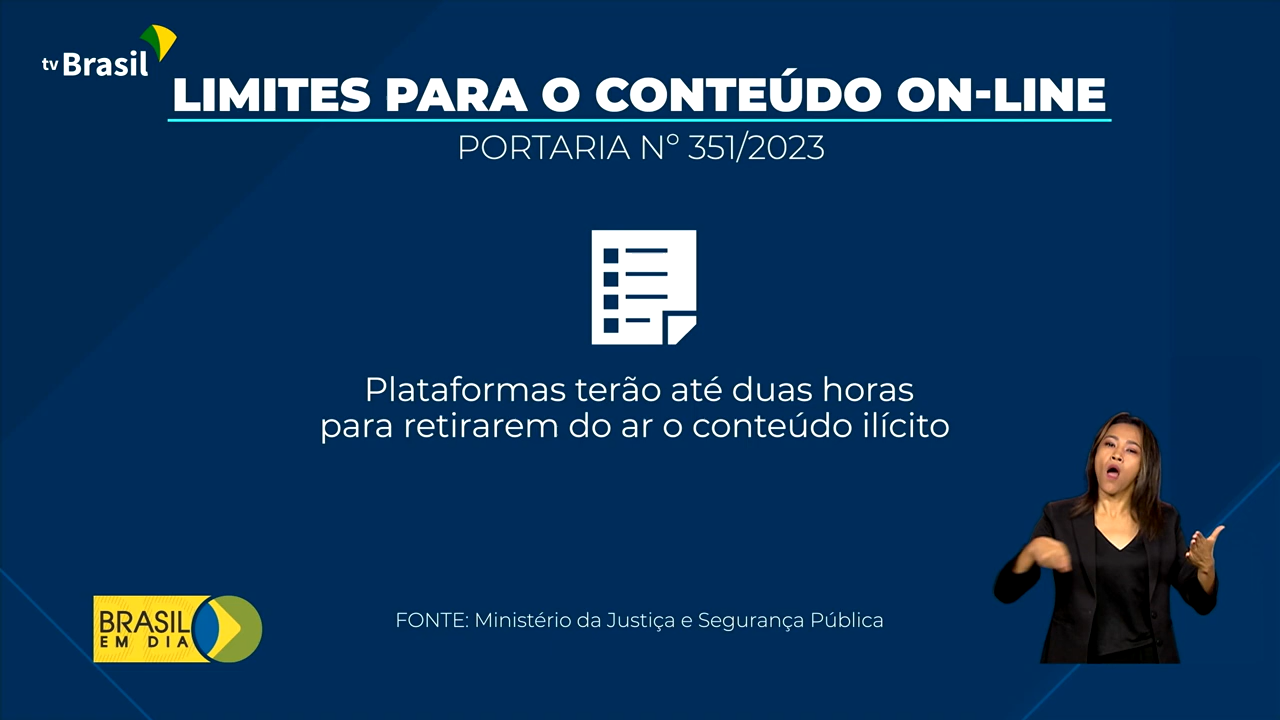 tv Brasil
LIMITES PARA O CONTEÚDO ON-LINE
PORTARIA Nº 351/2023
Plataformas terão até duas horas
para retirarem do ar o conteúdo ilícito
BRASIL
EM DIA
FONTE: Ministério da Justiça e Segurança Pública